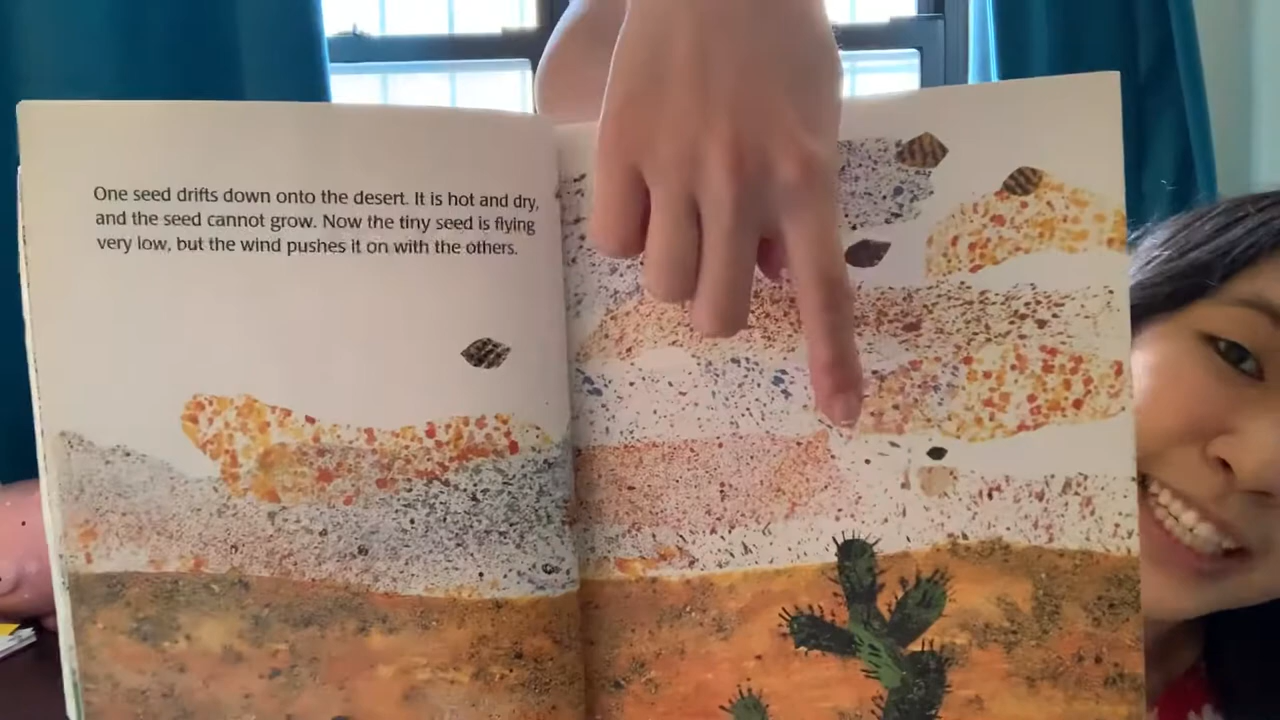 One seed drifts down onto the desert. It is hot and dry,
and the seed cannot grow. Now the tiny seed is flying
very low, but the wind pushes it on with the others.